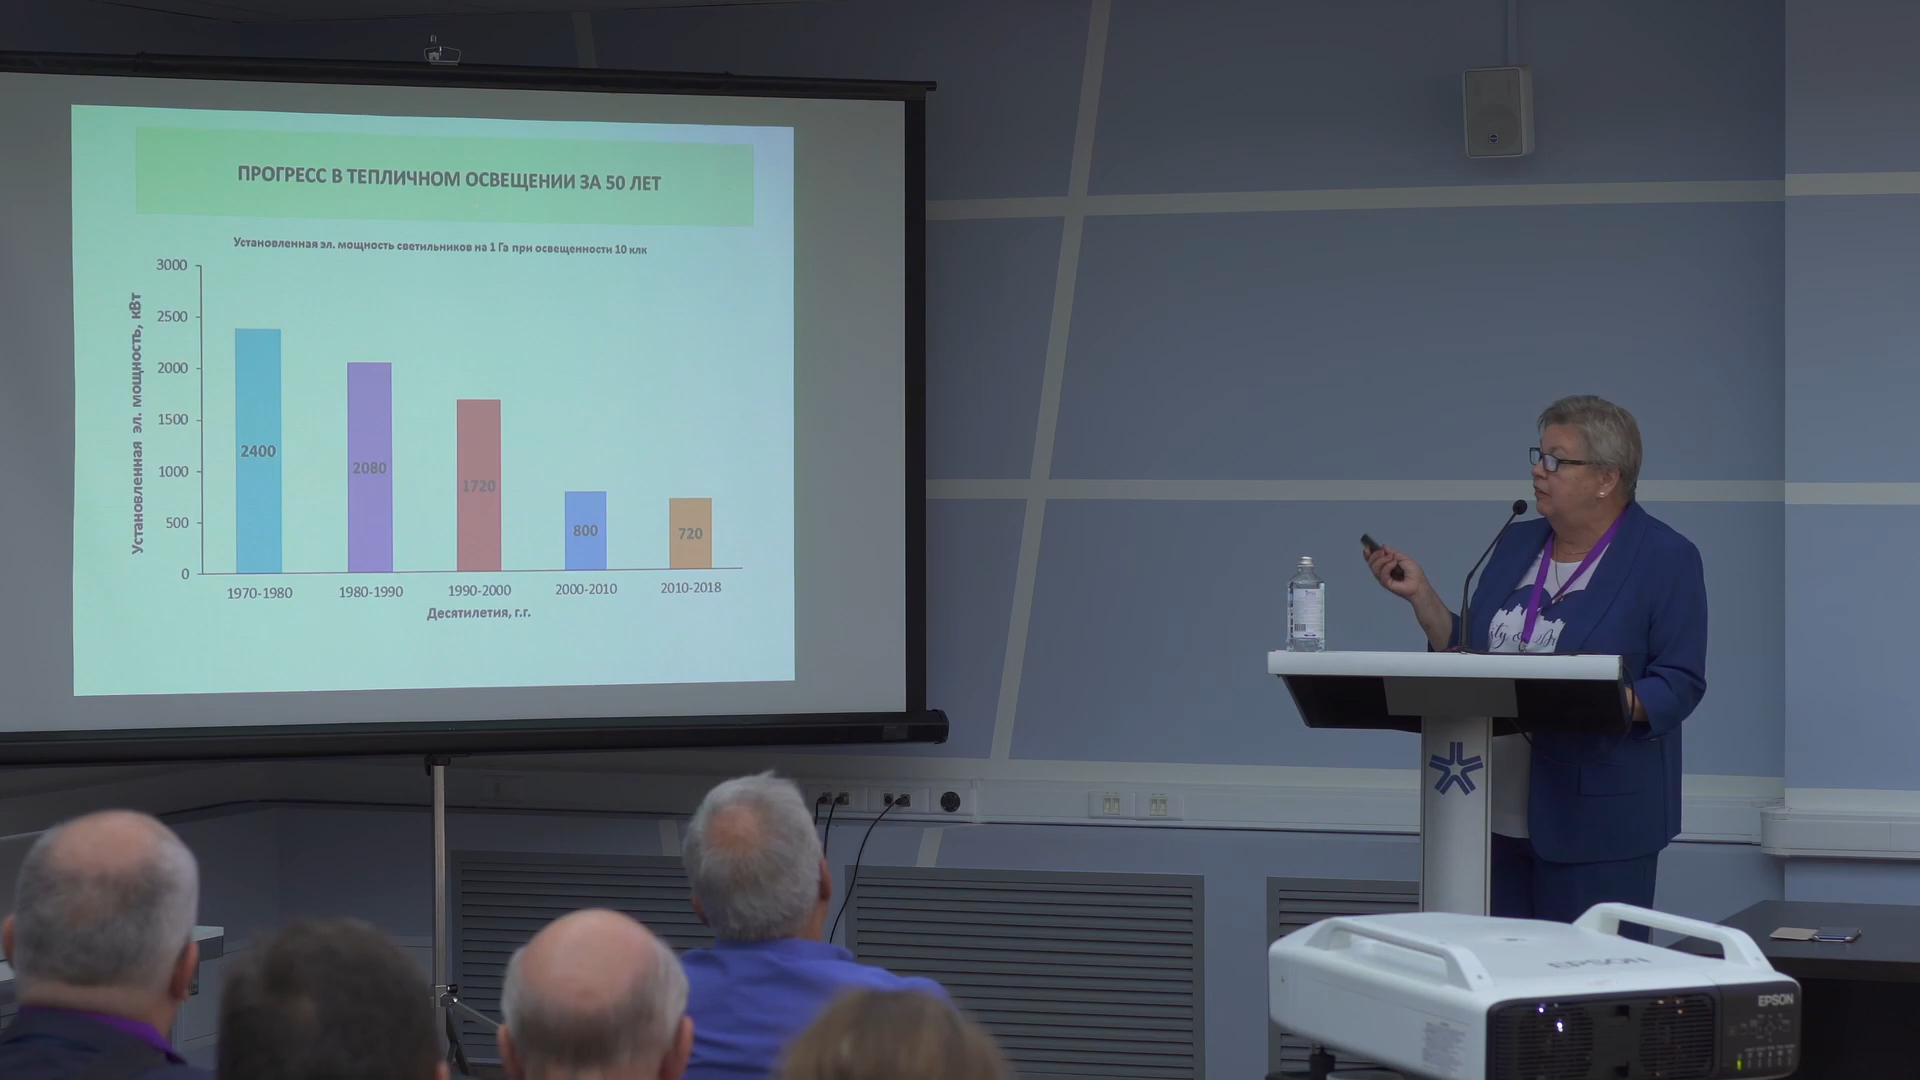 ПРОГРЕСС В ТЕПЛИЧНОМ ОСВЕЩЕНИИ ЗА 50 ЛЕТ
Установленная эл. мощность светильников на 1 Га при освещенности 10 клк
Установленная эл. мощность, кВт
3000
2500
2000
1500
1000
500
0
2400
2080
1720
800
720
1970-1980
1980-1990
1990-2000
2000-2010
2010-2018
Десятилетия, г.г.
EPSON
EPSON